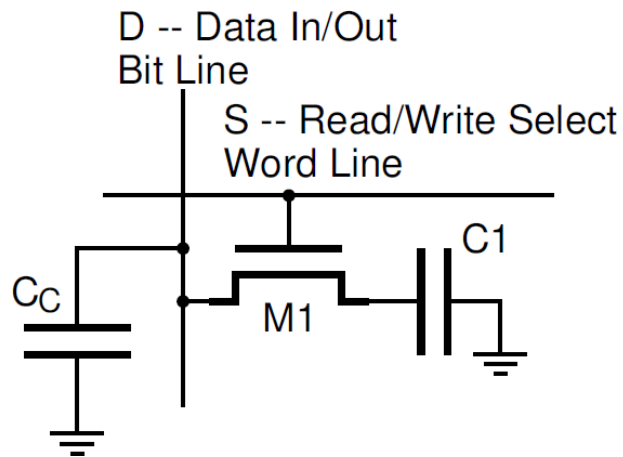 D -- Data In/Out
Bit Line
S -- Read/Write Select
Word Line
C1
CC
M1